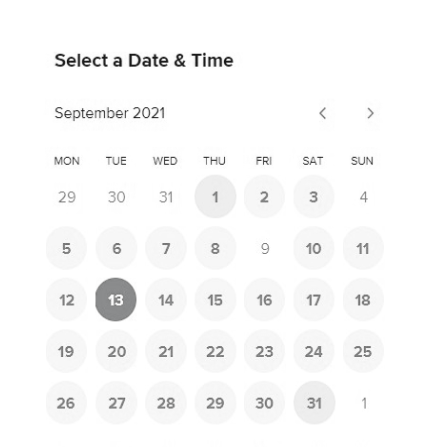 Select a Date & Time
September 2021
MON TUE WED THU FRI SAT SUN
29 30 31 1 2 3 4
5 6 7 8 9 10 11
12 13 14 15 16 17 18
19 20 21 22 23 24 25
26 27 28 29 30 31 1